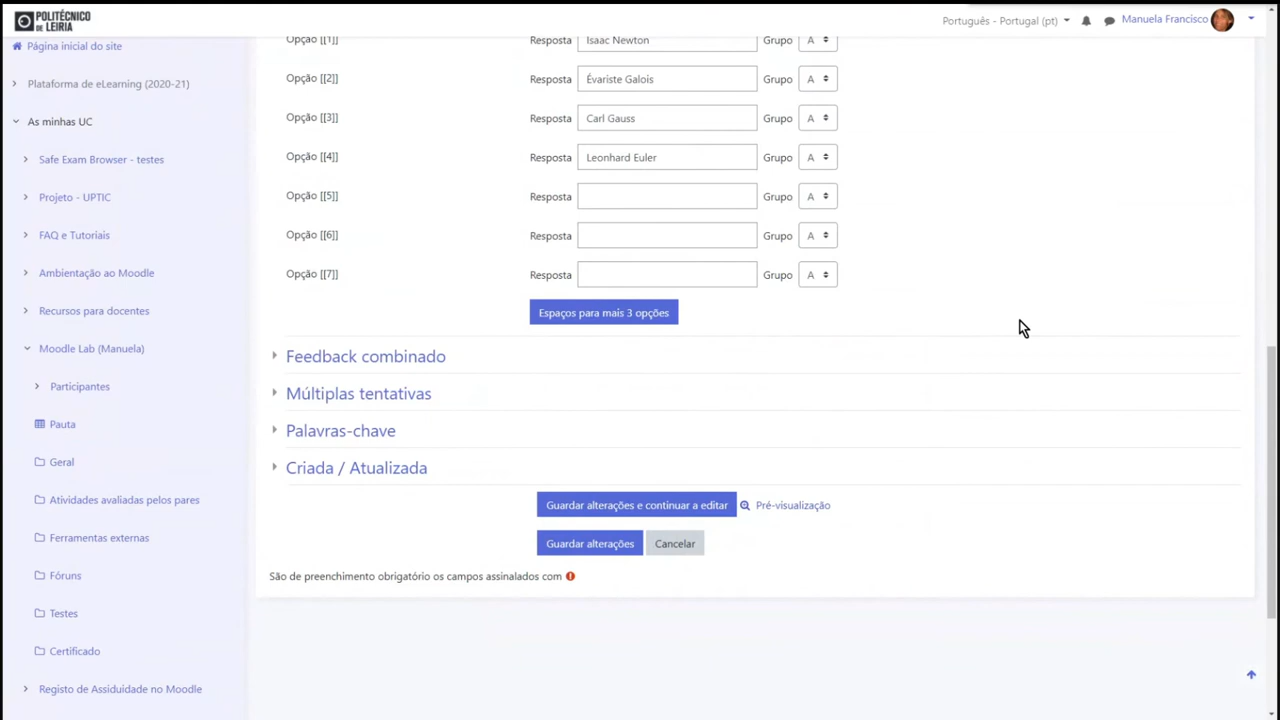 POLITÉCNICO
DE LEIRIA
Português - Portugal (pt)
Manuela Francisco
Página inicial do site
Plataforma de eLearning (2020-21)
As minhas UC
Safe Exam Browser - testes
Projeto - UPTIC
FAQ e Tutoriais
Ambientação ao Moodle
Recursos para docentes
Moodle Lab (Manuela)
Participantes
Pauta
Geral
Atividades avaliadas pelos pares
Ferramentas externas
Fóruns
Testes
Certificado
Registo de Assiduidade no Moodle
Opção [[1]] Resposta Isaac Newton Grupo A
Opção [[2]] Resposta Évariste Galois Grupo A
Opção [[3]] Resposta Carl Gauss Grupo A
Opção [[4]] Resposta Leonhard Euler Grupo A
Opção [[5]] Resposta Grupo A
Opção [[6]] Resposta Grupo A
Opção [[7]] Resposta Grupo A
Espaços para mais 3 opções
Feedback combinado
Múltiplas tentativas
Palavras-chave
Criada / Atualizada
Guardar alterações e continuar a editar Pré-visualização
Guardar alterações Cancelar
São de preenchimento obrigatório os campos assinalados com